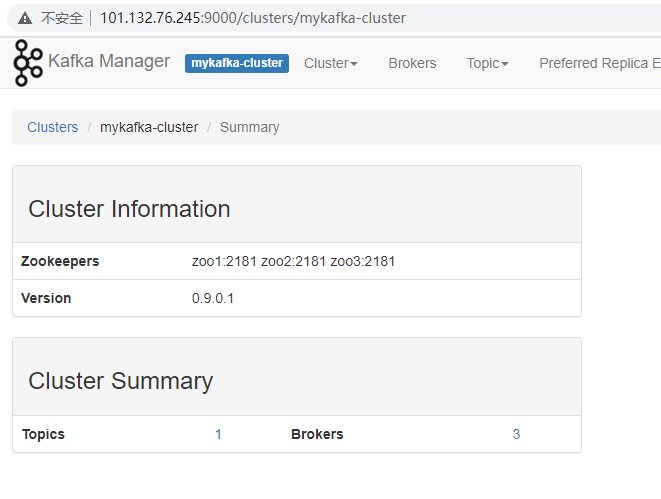 不安全 | 101.132.76.245:9000/clusters/mykafka-cluster
Kafka Manager mykafka-cluster Cluster Brokers Topic Preferred Replica E
Clusters / mykafka-cluster / Summary
Cluster Information
Zookeepers zoo1:2181 zoo2:2181 zoo3:2181
Version 0.9.0.1
Cluster Summary
Topics 1 Brokers 3